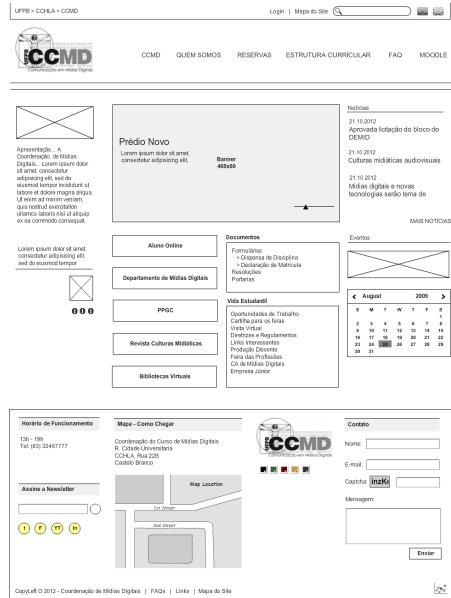 UFPB > CCHLA > CCMD
Login | Mapa do Site
UFPB
CCMD
Comunicação em Mídias Digitais
CCMD QUEM SOMOS RESERVAS ESTRUTURA CURRÍCULAR FAQ MOODLE
Apresentação... A
Coordenação, de Mídias
Digitais... Lorem ipsum dolor
sit amet, consectetur
adipisicing elit, sed do
eiusmod tempor incididunt ut
labore et dolore magna aliqua.
Ut enim ad minim veniam,
quis nostrud exercitation
ullamco laboris nisi ut aliquip
ex ea commodo consequat.
Lorem ipsum dolor sit amet,
consectetur adipisicing elit,
sed do eiusmod tempor
Prédio Novo
Lorem ipsum dolor sit amet,
consectetur adipisicing elit,
Banner
468x60
Notícias
21.10.2012
Aprovada licitação do bloco do
DEMID
21.10.2012
Culturas midiáticas audiovisuais
21.10.2012
Mídias digitais e novas
tecnologias serão tema de
MAIS NOTÍCIAS
Aluno Online
Departamento de Mídias Digitais
PPGC
Revista Culturas Midiáticas
Bibliotecas Virtuais
Documentos
Formulários
> Dispensa de Disciplina
> Declaração de Matrícula
Resoluções
Portarias
Vida Estudantil
Oportunidades de Trabalho
Cartilha para os feras
Visita Virtual
Diretrizes e Regulamentos
Links Interessantes
Produção Discente
Feira das Profissões
CA de Mídias Digitais
Empresa Júnior
Eventos
August 2009
S M T W T F S
1
2 3 4 5 6 7 8
9 10 11 12 13 14 15
16 17 18 19 20 21 22
23 24 25 26 27 28 29
30 31
Horário de Funcionamento
13h - 19h
Tel: (83) 32467777
Assine a Newsletter
t F YT in
Mapa - Como Chegar
Coordenação do Curso de Mídias Digitais
R. Cidade Universitária
CCHLA, Rua 22B
Castelo Branco
Map Location
1st Street
2nd Street
UFPB
CCMD
Comunicação em Mídias Digitais
Contato
Nome:
E-mail:
Captcha:
Mensagem:
Enviar
CopyLeft O 2012 - Coordenação de Mídias Digitais | FAQs | Links | Mapa do Site